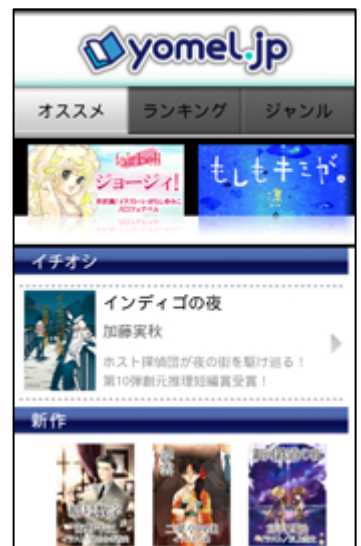 yomel.jp
オススメ
ランキング
ジャンル
ジョージィ!
もしもキミが。
凛
イチオシ
インディゴの夜
加藤実秋
ホスト探偵団が夜の街を駆け巡る!
第10弾創元推理短編賞受賞!
新作